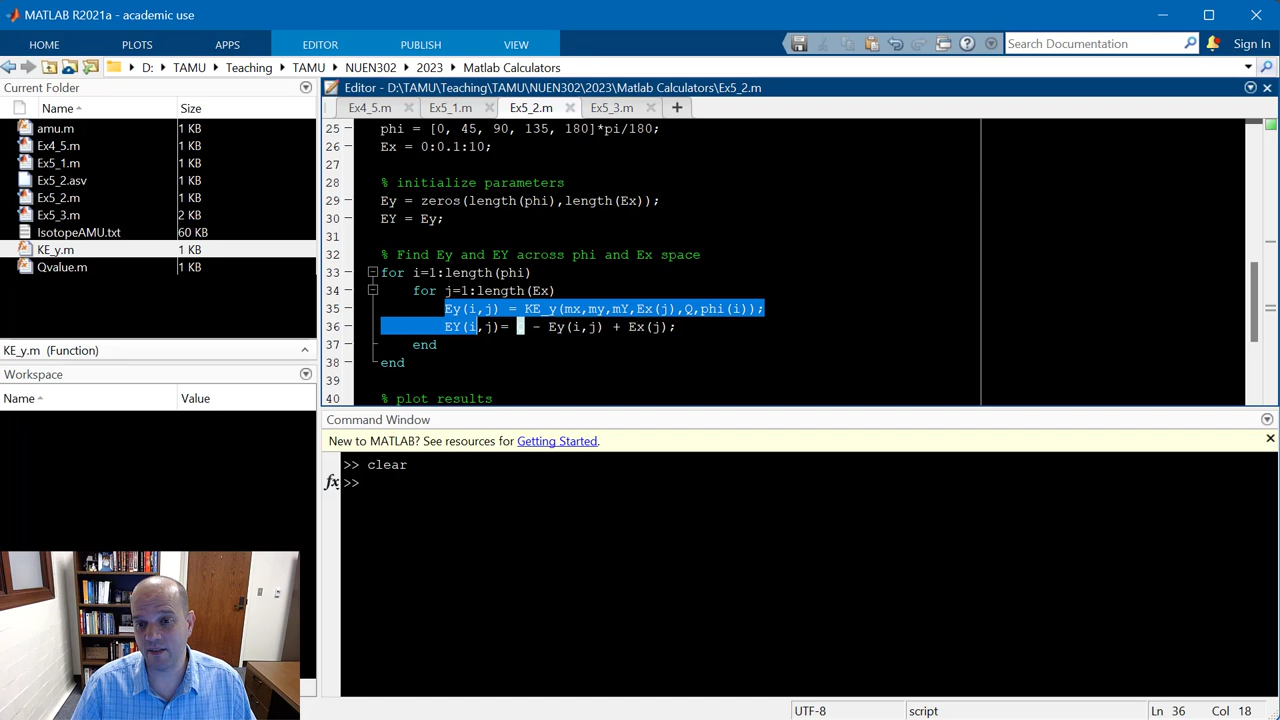 MATLAB R2021a - academic use
HOME PLOTS APPS EDITOR PUBLISH VIEW Search Documentation Sign In
D: TAMU Teaching TAMU NUEN302 2023 Matlab Calculators
Current Folder
Name Size
amu.m 1 KB
Ex4_5.m 1 KB
Ex5_1.m 1 KB
Ex5_2.asv 1 KB
Ex5_2.m 1 KB
Ex5_3.m 2 KB
IsotopeAMU.txt 60 KB
KE_y.m 1 KB
Qvalue.m 1 KB
KE_y.m (Function)
Workspace
Name Value
Editor - D:\TAMU\Teaching\TAMU\NUEN302\2023\Matlab Calculators\Ex5_2.m
Ex4_5.m Ex5_1.m Ex5_2.m Ex5_3.m
25 phi = [0, 45, 90, 135, 180]*pi/180;
26 Ex = 0:0.1:10;
27
28 % initialize parameters
29 Ey = zeros(length(phi),length(Ex));
30 EY = Ey;
31
32 % Find Ey and EY across phi and Ex space
33 for i=1:length(phi)
34 for j=1:length(Ex)
35 Ey(i,j) = KE_y(mx,my,mY,Ex(j),Q,phi(i));
36 EY(i,j)= - Ey(i,j) + Ex(j);
37 end
38 end
39
40 % plot results
Command Window
New to MATLAB? See resources for Getting Started.
>> clear
fx >>
UTF-8 script Ln 36 Col 18